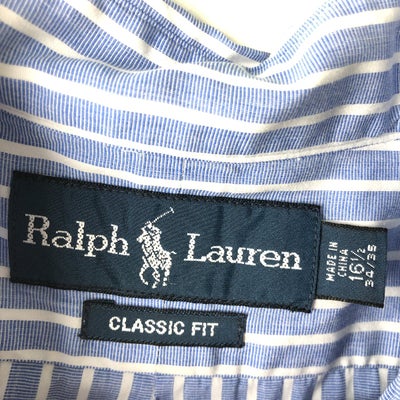 Ralph Lauren
MADE IN
CHINA
16½
34/35
CLASSIC FIT